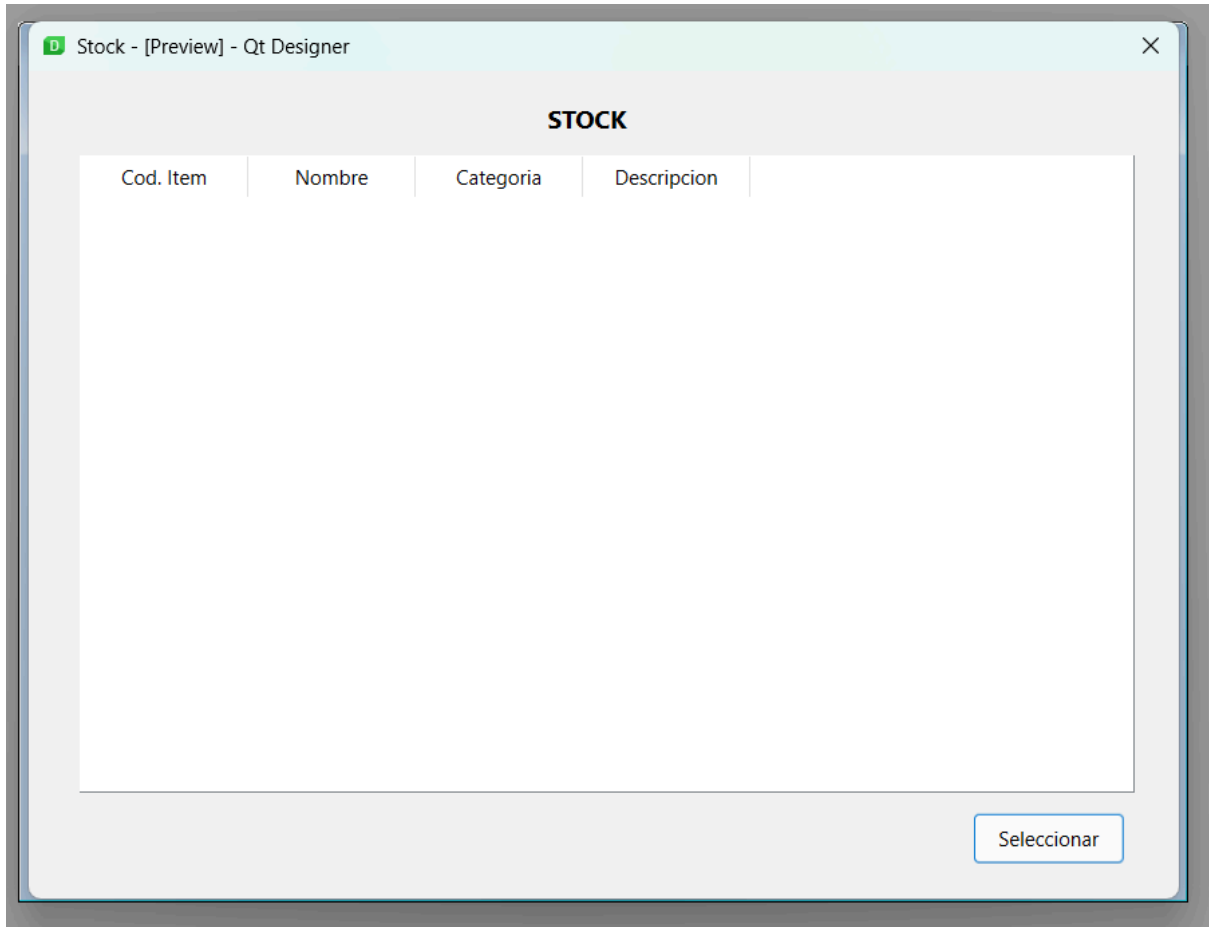 Stock - [Preview] - Qt Designer
STOCK
Cod. Item Nombre Categoria Descripcion
Seleccionar